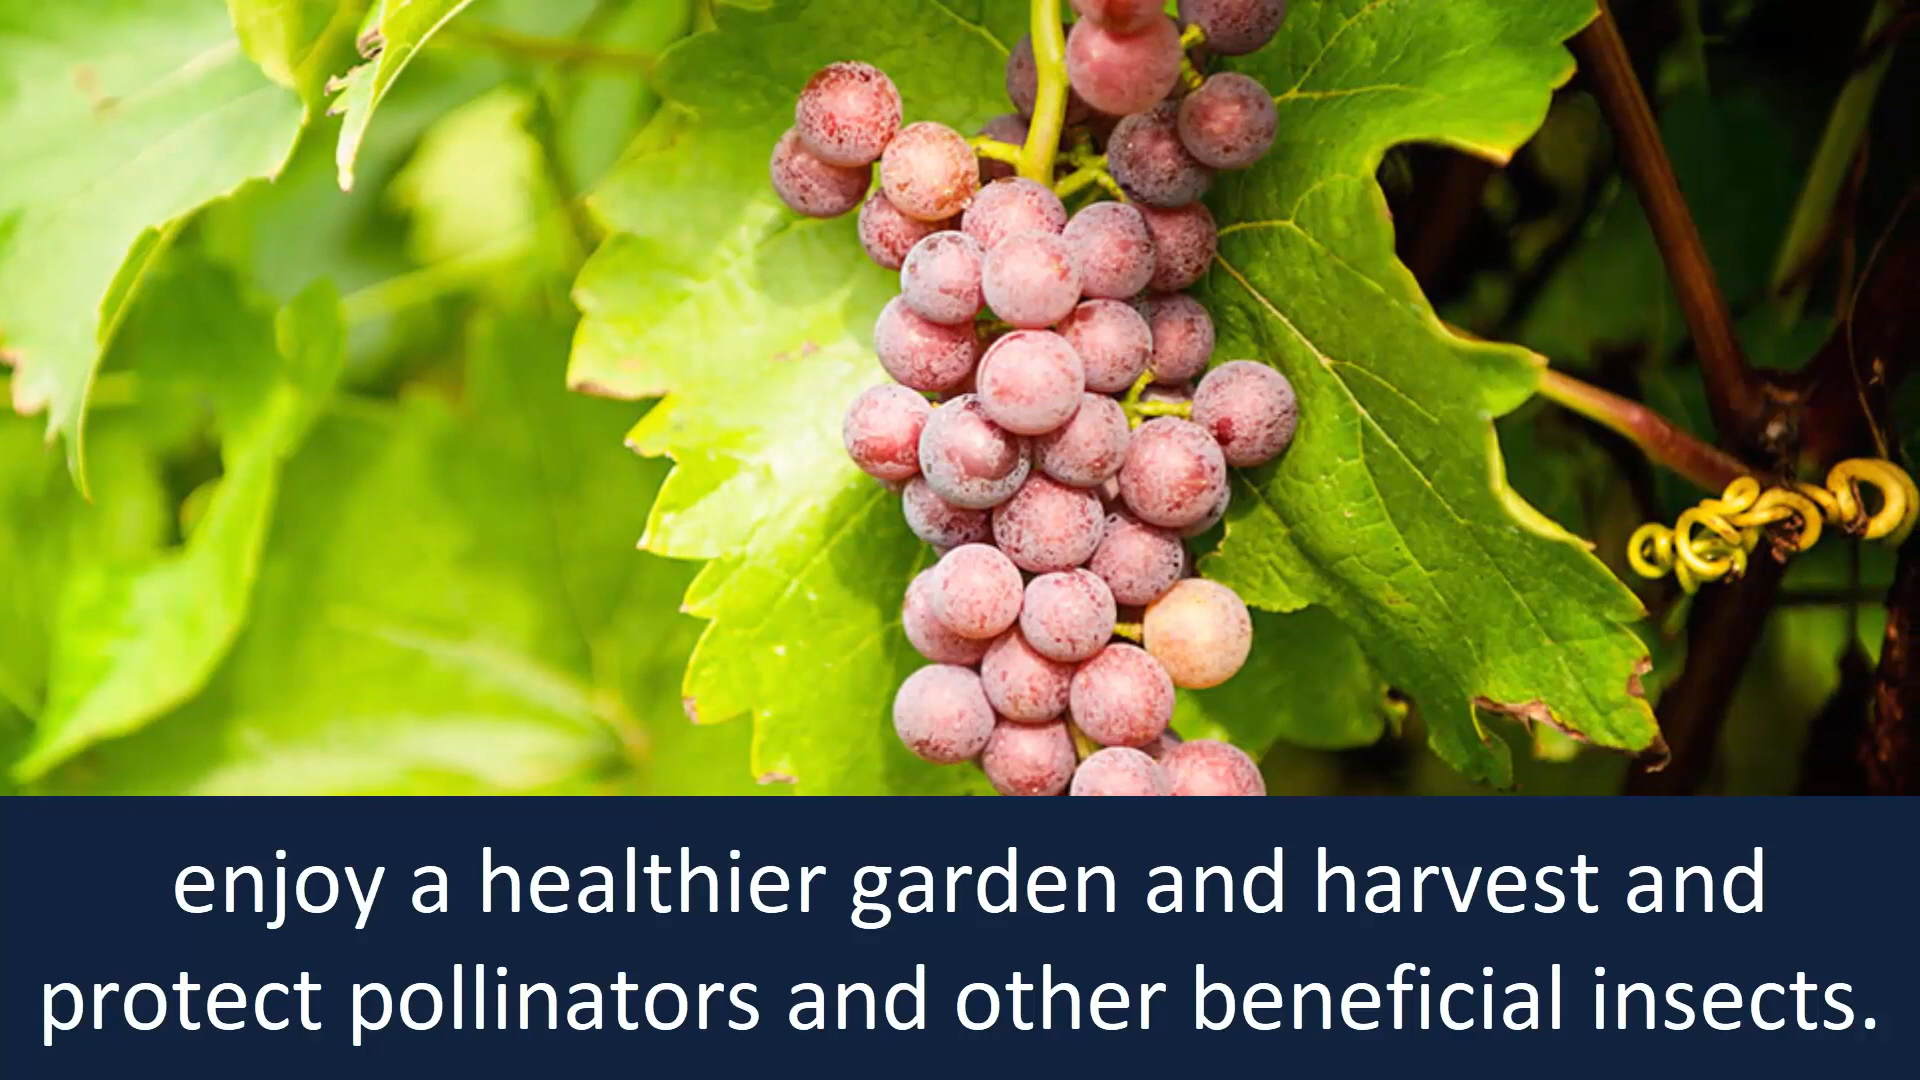 enjoy a healthier garden and harvest and
protect pollinators and other beneficial insects.